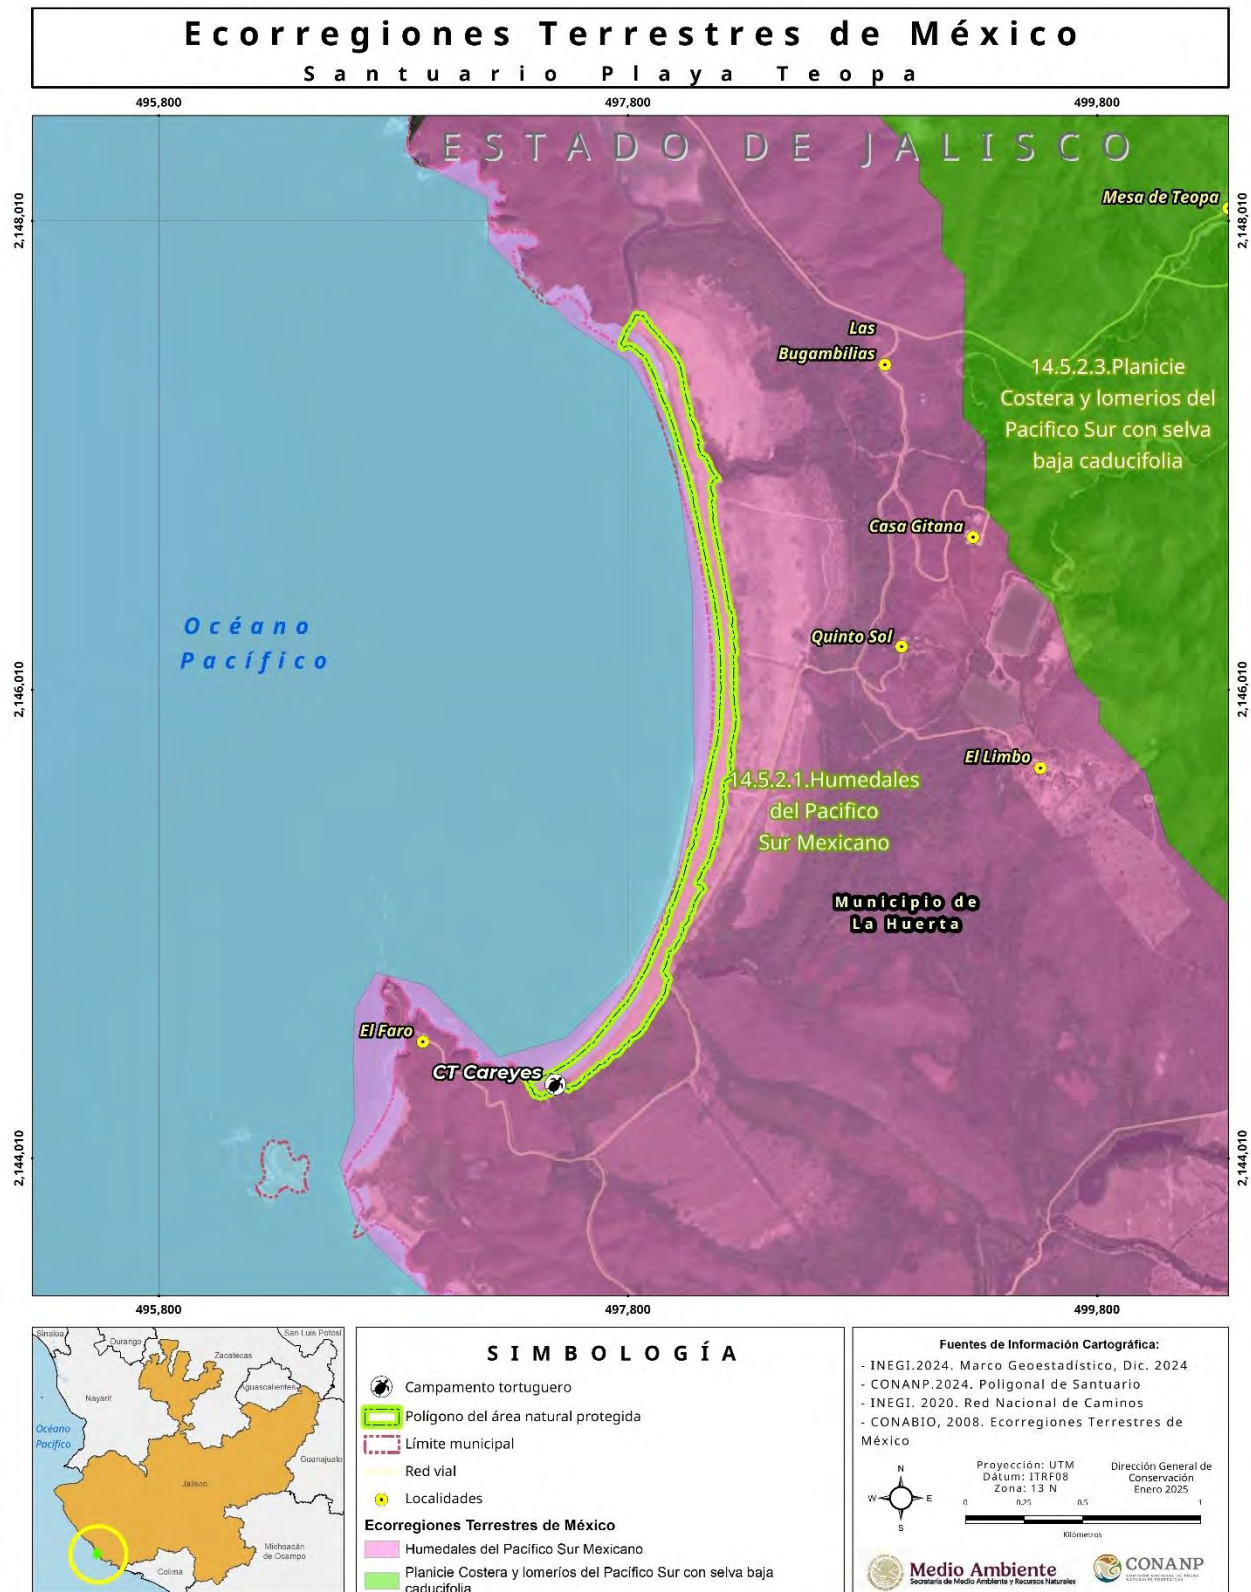 Ecorregiones Terrestres de México
Santuario Playa Teopa
495,800
497,800
499,800
ESTADO DE JALISCO
2,148,010
2,148,010
Mesa de Teopa
Las
Bugambilias
14.5.2.3.Planicie
Costera y lomerios del
Pacifico Sur con selva
baja caducifolia
Casa Gitana
Océano
Pacífico
Quinto Sol
2,146,010
2,146,010
El Limbo
14.5.2.1.Humedales
del Pacifico
Sur Mexicano
Municipio de
La Huerta
El Faro
CT Careyes
2,144,010
2,144,010
495,800
497,800
499,800
Sinaloa
Durango
San Luis Potosí
Zacatecas
Nayarit
Aguascalientes
Océano
Pacífico
Guanajuato
Jalisco
Michoacán
de Ocampo
Colima
SIMBOLOGÍA
Campamento tortuguero
Polígono del área natural protegida
Límite municipal
Red vial
Localidades
Ecorregiones Terrestres de México
Humedales del Pacífico Sur Mexicano
Planicie Costera y lomeríos del Pacífico Sur con selva baja
caducifolia
Fuentes de Información Cartográfica:
- INEGI.2024. Marco Geoestadístico, Dic. 2024
- CONANP.2024. Poligonal de Santuario
- INEGI. 2020. Red Nacional de Caminos
- CONABIO, 2008. Ecorregiones Terrestres de
México
N
W
E
S
Proyección: UTM
Dátum: ITRF08
Zona: 13 N
Dirección General de
Conservación
Enero 2025
0 0.25 0.5 1
Kilómetros
Medio Ambiente
Secretaría de Medio Ambiente y Recursos Naturales
CONANP